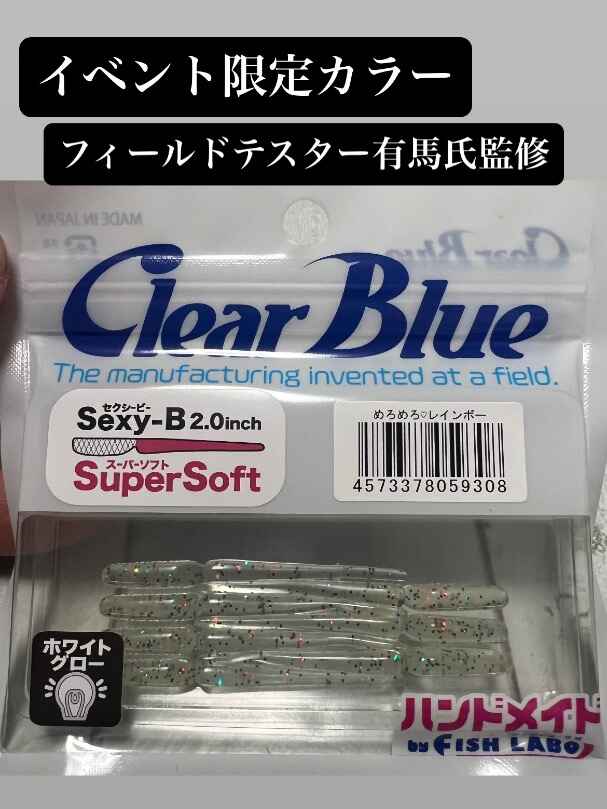 イベント限定カラー
フィールドテスター有馬氏監修
MADE IN JAPAN
Clear Blue
Clear Blue
The manufacturing invented at a field.
セクシービー
Sexy-B 2.0inch
スーパーソフト
SuperSoft
めろめろ♡レインボー
4573378059308
ホワイト
グロー
ハンドメイド
by FISH LABO